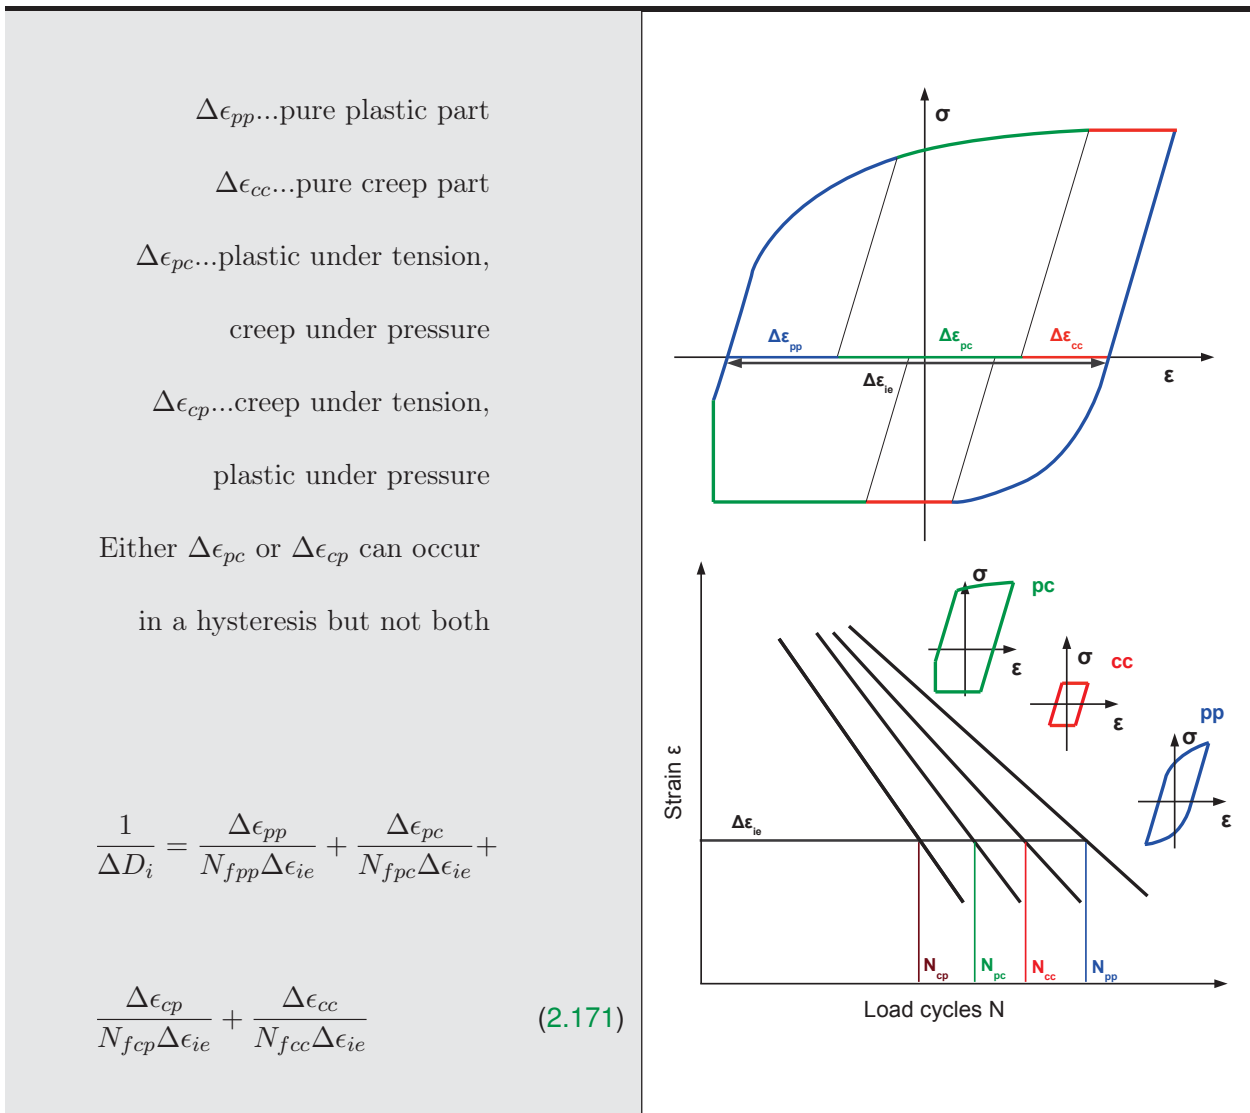 Δϵ_pp...pure plastic part
Δϵ_cc...pure creep part
Δϵ_pc...plastic under tension,
creep under pressure
Δϵ_cp...creep under tension,
plastic under pressure
Either Δϵ_pc or Δϵ_cp can occur
in a hysteresis but not both
1/ΔD_i = Δϵ_pp/(N_fpp Δϵ_ie) + Δϵ_pc/(N_fpc Δϵ_ie) +
Δϵ_cp/(N_fcp Δϵ_ie) + Δϵ_cc/(N_fcc Δϵ_ie) (2.171)
σ
Δε_pp
Δε_pc
Δε_cc
Δε_ie
ε
σ
pc
ε
σ
cc
ε
pp
σ
ε
Strain ε
Δε_ie
N_cp
N_pc
N_cc
N_pp
Load cycles N